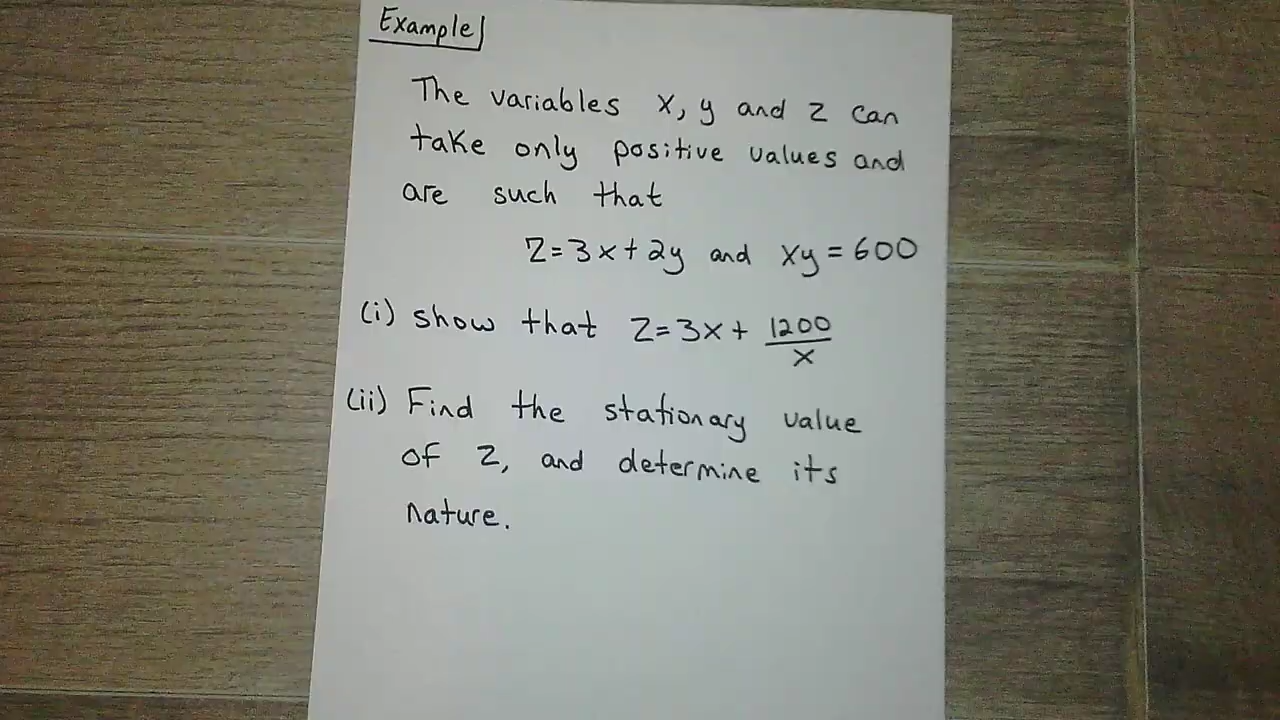 Example
The variables x, y and z can
take only positive values and
are such that
z=3x+2y and xy=600
(i) show that z=3x+ 1200/x
(ii) Find the stationary value
of z, and determine its
nature.